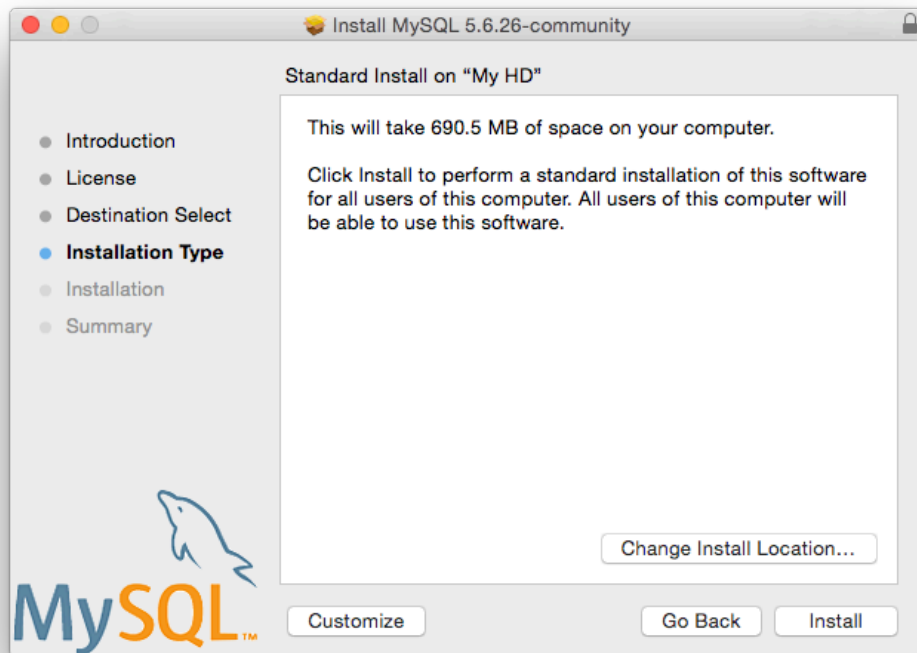 Install MySQL 5.6.26-community
Standard Install on “My HD”
Introduction
License
Destination Select
Installation Type
Installation
Summary
This will take 690.5 MB of space on your computer.
Click Install to perform a standard installation of this software
for all users of this computer. All users of this computer will
be able to use this software.
Change Install Location...
MySQL™
Customize
Go Back
Install